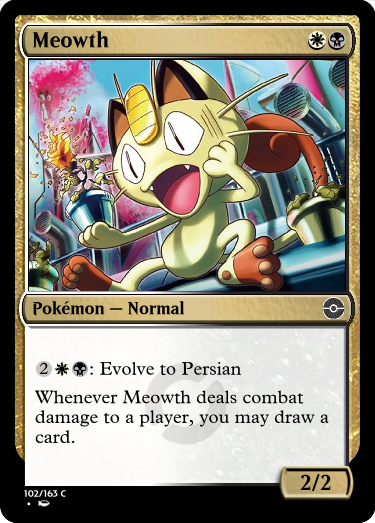 Meowth
Pokémon — Normal
2: Evolve to Persian
Whenever Meowth deals combat
damage to a player, you may draw a
card.
2/2
102/163 C